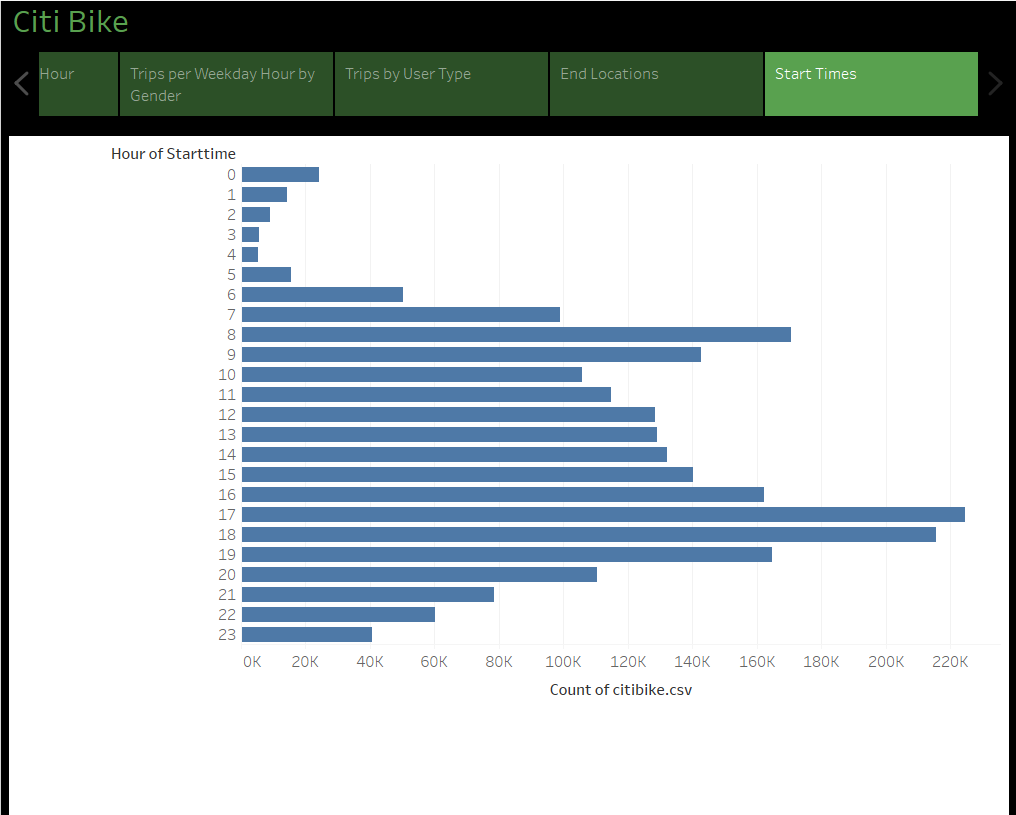 Citi Bike
Hour
Trips per Weekday Hour by
Gender
Trips by User Type
End Locations
Start Times
Hour of Starttime
0
1
2
3
4
5
6
7
8
9
10
11
12
13
14
15
16
17
18
19
20
21
22
23
0K 20K 40K 60K 80K 100K 120K 140K 160K 180K 200K 220K
Count of citibike.csv